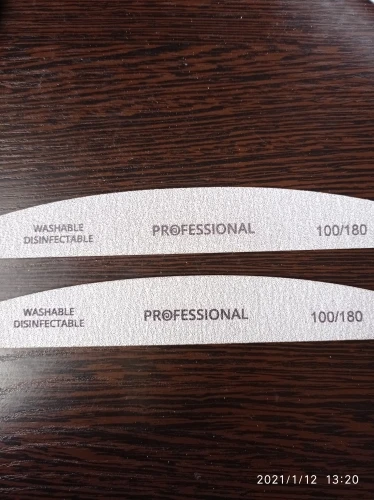 WASHABLE
DISINFECTABLE
PROFESSIONAL
100/180
WASHABLE
DISINFECTABLE
PROFESSIONAL
100/180
2021/1/12 13:20